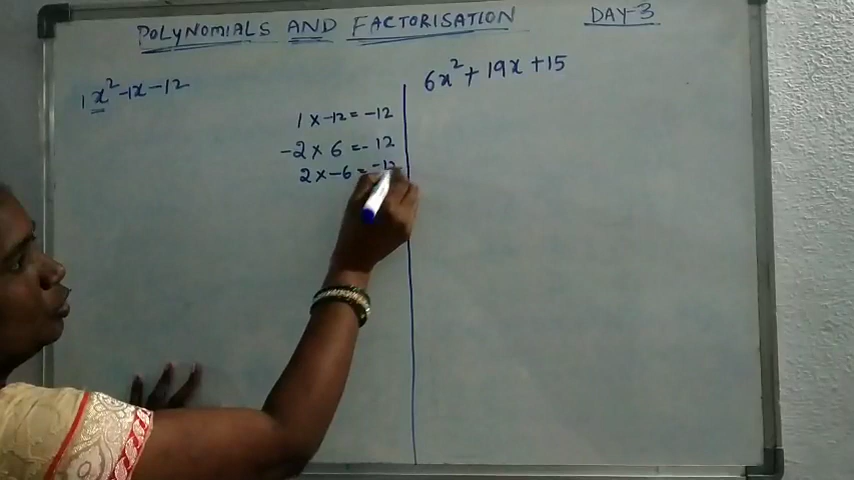 POLYNOMIALS AND FACTORISATION DAY-3
1x²-1x-12
1 x -12 = -12
-2 x 6 = -12
2 x -6 = -12
6x² + 19x + 15